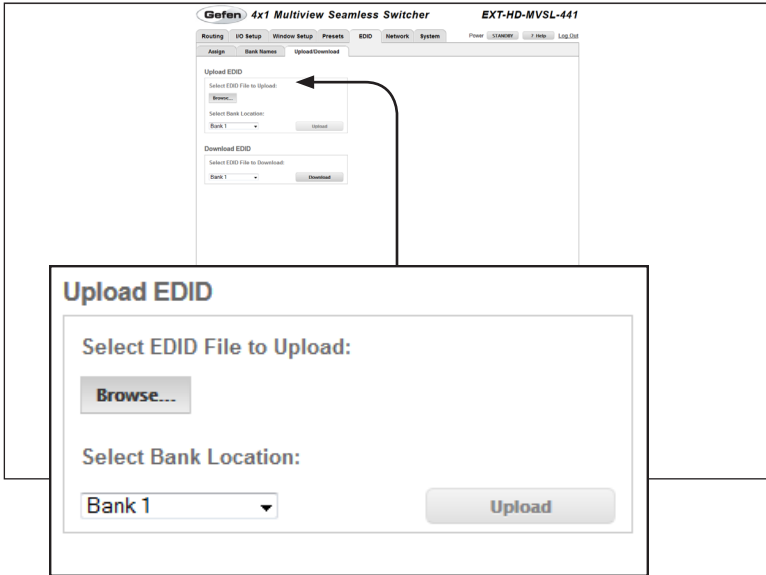 Gefen 4x1 Multiview Seamless Switcher EXT-HD-MVSL-441
Routing I/O Setup Window Setup Presets EDID Network System Power STANDBY ? Help Log Out
Assign Bank Names Upload/Download
Upload EDID
Select EDID File to Upload:
Browse...
Select Bank Location:
Bank 1 Upload
Download EDID
Select EDID File to Download:
Bank 1 Download
Upload EDID
Select EDID File to Upload:
Browse...
Select Bank Location:
Bank 1 Upload